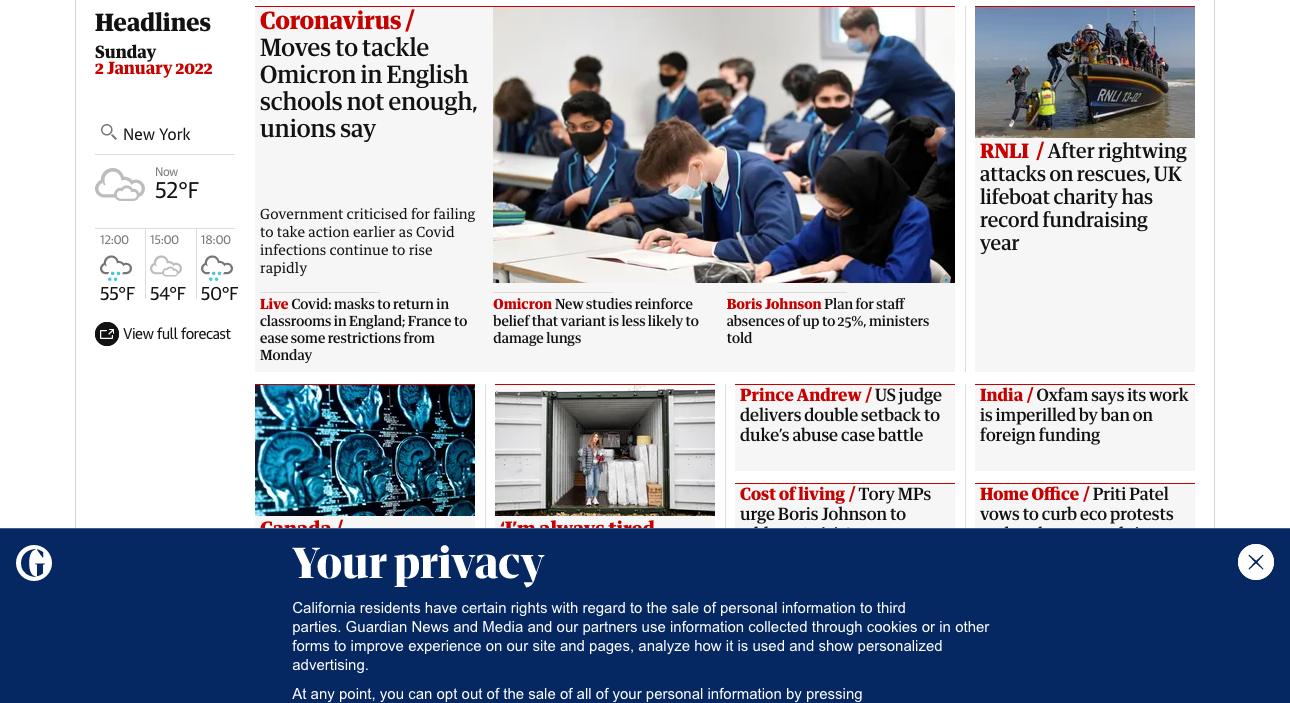 Headlines
Sunday
2 January 2022
New York
Now
52°F
12:00
15:00
18:00
55°F
54°F
50°F
View full forecast
Coronavirus /
Moves to tackle
Omicron in English
schools not enough,
unions say
Government criticised for failing
to take action earlier as Covid
infections continue to rise
rapidly
Live Covid: masks to return in
classrooms in England; France to
ease some restrictions from
Monday
Omicron New studies reinforce
belief that variant is less likely to
damage lungs
Boris Johnson Plan for staff
absences of up to 25%, ministers
told
RNLI 13-02
RNLI / After rightwing
attacks on rescues, UK
lifeboat charity has
record fundraising
year
Canada /
‘I’m always tired
Prince Andrew / US judge
delivers double setback to
duke’s abuse case battle
Cost of living / Tory MPs
urge Boris Johnson to
India / Oxfam says its work
is imperilled by ban on
foreign funding
Home Office / Priti Patel
vows to curb eco protests
Your privacy
California residents have certain rights with regard to the sale of personal information to third
parties. Guardian News and Media and our partners use information collected through cookies or in other
forms to improve experience on our site and pages, analyze how it is used and show personalized
advertising.
At any point, you can opt out of the sale of all of your personal information by pressing